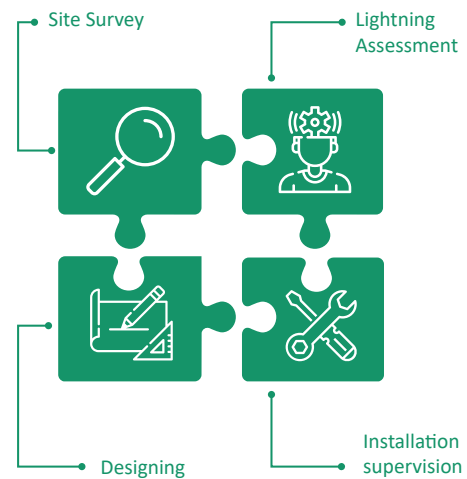 Site Survey
Lightning
Assessment
Designing
Installation
supervision